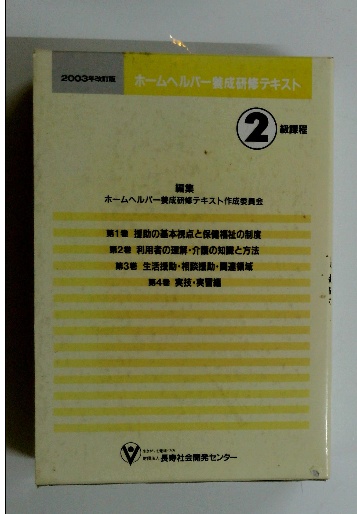 2003年改訂版
ホームヘルパー養成研修テキスト
2 級課程
編集
ホームヘルパー養成研修テキスト作成委員会
第1巻 援助の基本視点と保健福祉の制度
第2巻 利用者の理解・介護の知識と方法
第3巻 生活援助・相談援助・関連領域
第4巻 実技・実習編
財団法人 長寿社会開発センター